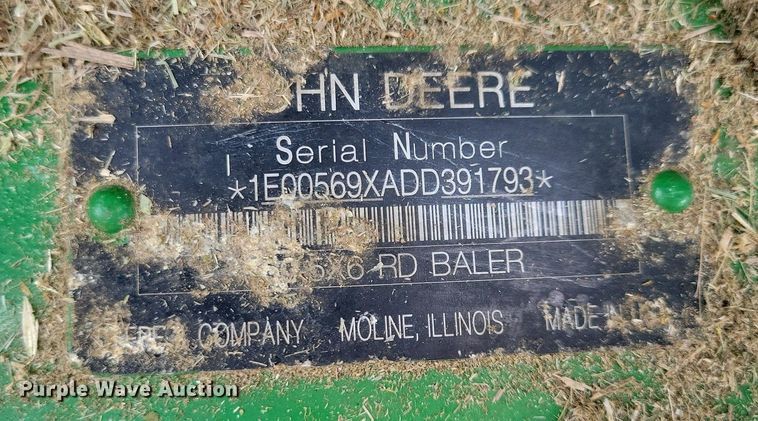 HN DEERE
Serial Number
*1E00569XADD391793*
5X6 RD BALER
COMPANY MOLINE, ILLINOIS MADE IN
Purple Wave Auction